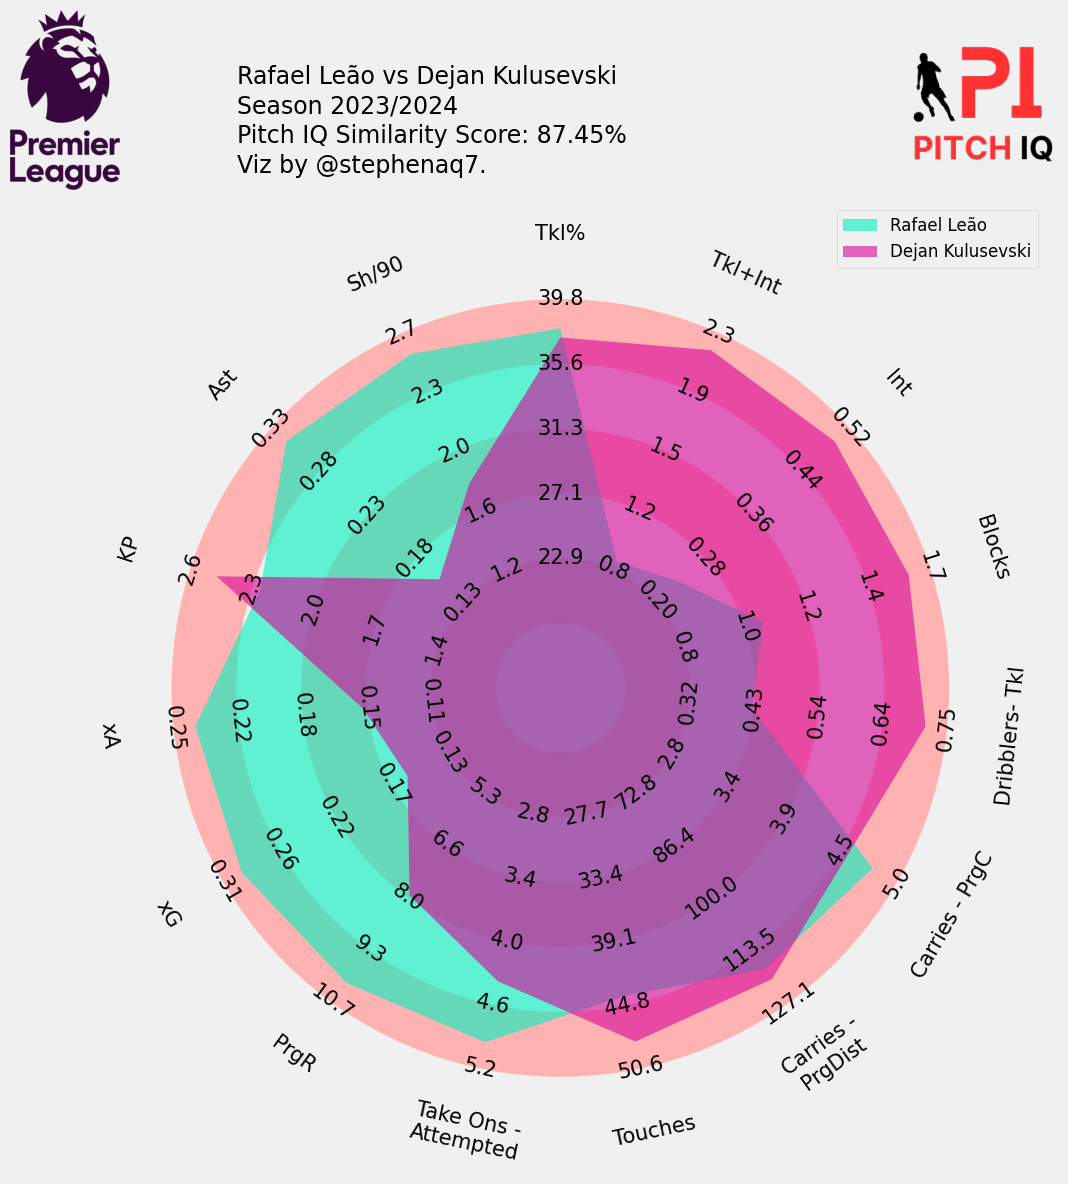 Premier
League
Rafael Leão vs Dejan Kulusevski
Season 2023/2024
Pitch IQ Similarity Score: 87.45%
Viz by @stephenaq7.
PI
PITCH IQ
Rafael Leão
Dejan Kulusevski
Tkl%
39.8
35.6
31.3
27.1
22.9
Tkl+Int
2.3
1.9
1.5
1.2
0.8
Int
0.52
0.44
0.36
0.28
0.20
Blocks
1.7
1.4
1.2
1.0
0.8
Dribblers- Tkl
0.75
0.64
0.54
0.43
0.32
Carries - PrgC
5.0
4.5
3.9
3.4
2.8
Carries -
PrgDist
127.1
113.5
100.0
86.4
72.8
Touches
50.6
44.8
39.1
33.4
27.7
Take Ons -
Attempted
5.2
4.6
4.0
3.4
2.8
PrgR
10.7
9.3
8.0
6.6
5.3
xG
0.31
0.26
0.22
0.17
0.13
xA
0.25
0.22
0.18
0.15
0.11
KP
2.6
2.3
2.0
1.7
1.4
Ast
0.33
0.28
0.23
0.18
0.13
Sh/90
2.7
2.3
2.0
1.6
1.2